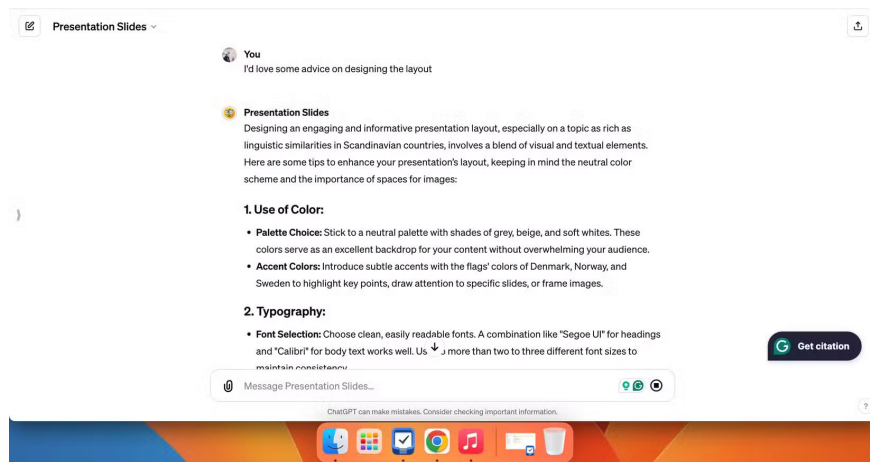 Presentation Slides
You
I'd love some advice on designing the layout
Presentation Slides
Designing an engaging and informative presentation layout, especially on a topic as rich as
linguistic similarities in Scandinavian countries, involves a blend of visual and textual elements.
Here are some tips to enhance your presentation's layout, keeping in mind the neutral color
scheme and the importance of spaces for images:
1. Use of Color:
• Palette Choice: Stick to a neutral palette with shades of grey, beige, and soft whites. These
colors serve as an excellent backdrop for your content without overwhelming your audience.
• Accent Colors: Introduce subtle accents with the flags' colors of Denmark, Norway, and
Sweden to highlight key points, draw attention to specific slides, or frame images.
2. Typography:
• Font Selection: Choose clean, easily readable fonts. A combination like "Segoe UI" for headings
and "Calibri" for body text works well. more than two to three different font sizes to
maintain consistency
Get citation
Message Presentation Slides...
ChatGPT can make mistakes. Consider checking important information.
?